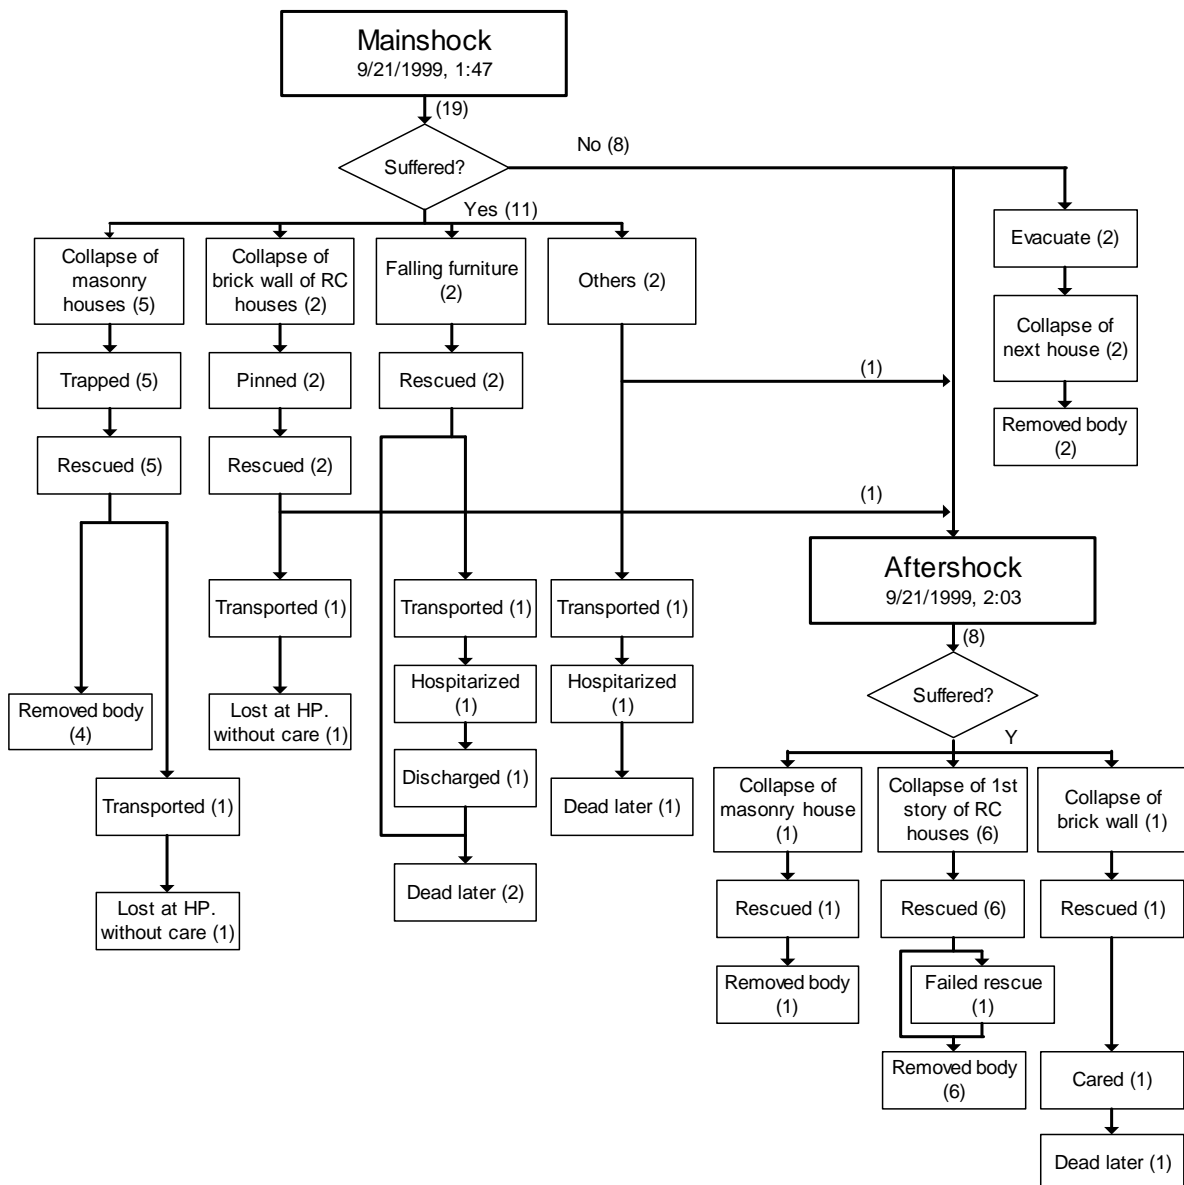 Mainshock
9/21/1999, 1:47
(19)
No (8)
Suffered?
Yes (11)
Collapse of
masonry
houses (5)
Collapse of
brick wall of RC
houses (2)
Falling furniture
(2)
Others (2)
Evacuate (2)
Collapse of
next house (2)
Removed body
(2)
Trapped (5)
Pinned (2)
Rescued (2)
(1)
Rescued (5)
Rescued (2)
(1)
Aftershock
9/21/1999, 2:03
(8)
Suffered?
Y
Transported (1)
Transported (1)
Transported (1)
Removed body
(4)
Lost at HP.
without care (1)
Hospitarized
(1)
Hospitarized
(1)
Transported (1)
Discharged (1)
Dead later (1)
Lost at HP.
without care (1)
Dead later (2)
Collapse of
masonry house
(1)
Collapse of 1st
story of RC
houses (6)
Collapse of
brick wall (1)
Rescued (1)
Rescued (6)
Rescued (1)
Removed body
(1)
Failed rescue
(1)
Removed body
(6)
Cared (1)
Dead later (1)